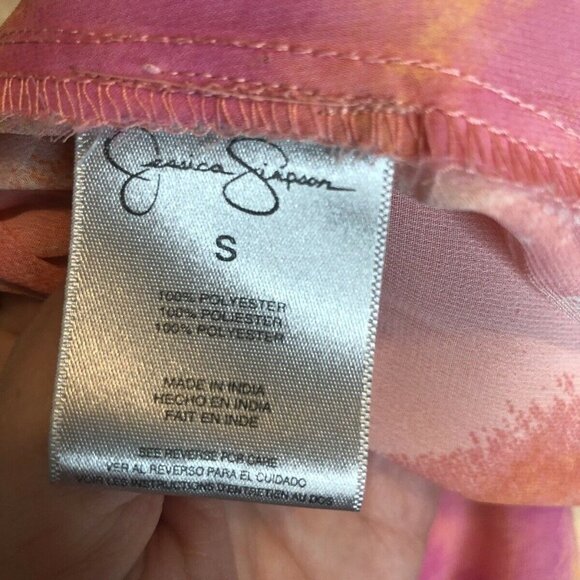 Jessica Simpson
S
100% POLYESTER
100% POLIESTER
100% POLYESTER
MADE IN INDIA
HECHO EN INDIA
FAIT EN INDE
SEE REVERSE FOR CARE
VER AL REVERSO PARA EL CUIDADO
VOIR LES INSTRUCTIONS D'ENTRETIEN AU DOS